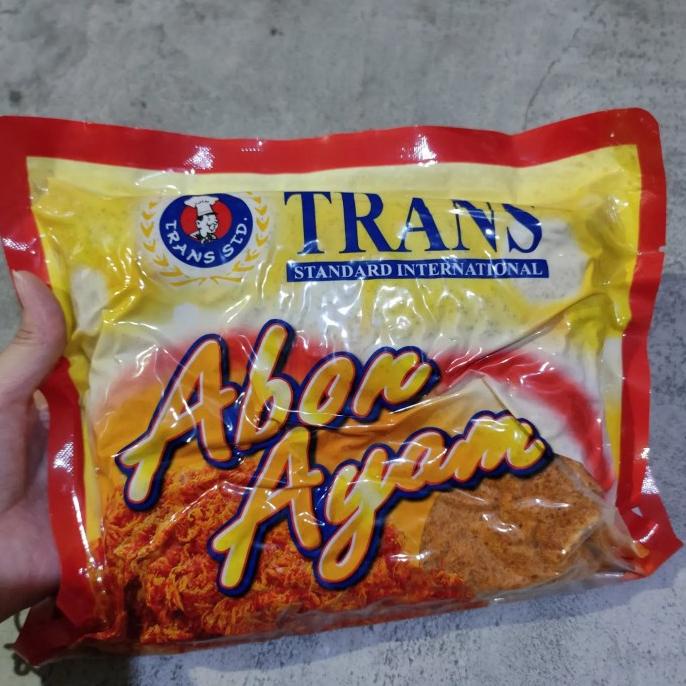 TRANS STD.
TRANS
STANDARD INTERNATIONAL
Abon
Ayam